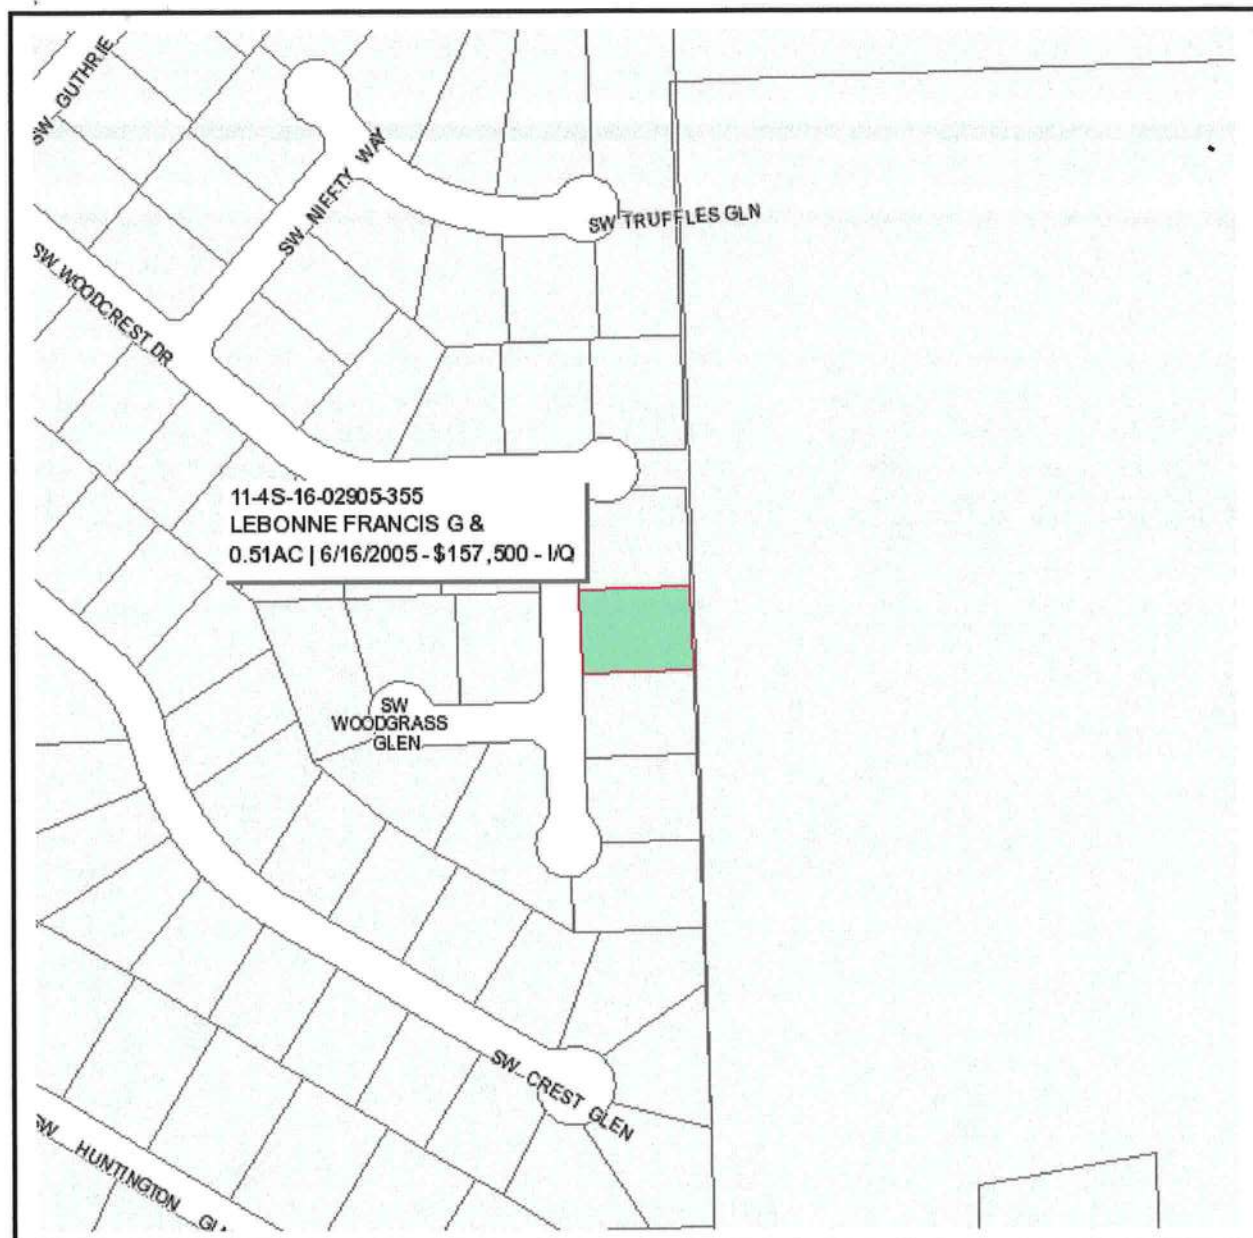 SW GUTHRIE
SW NIFTY WAY
SW TRUFFLES GLN
SW WOODCREST DR
11-4S-16-02905-355
LEBONNE FRANCIS G &
0.51AC | 6/16/2005 - $157,500 - I/Q
SW
WOODGRASS
GLEN
SW CREST GLEN
SW HUNTINGTON